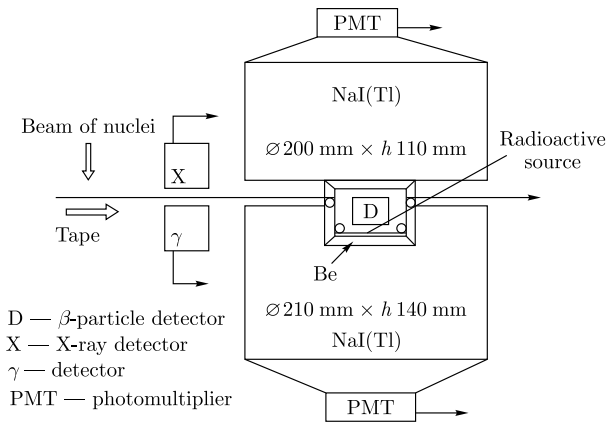 PMT
NaI(Tl)
⌀ 200 mm × h 110 mm
Beam of nuclei
X
Radioactive
source
D
Tape
γ
Be
⌀ 210 mm × h 140 mm
NaI(Tl)
D — β-particle detector
X — X-ray detector
γ — detector
PMT — photomultiplier
PMT